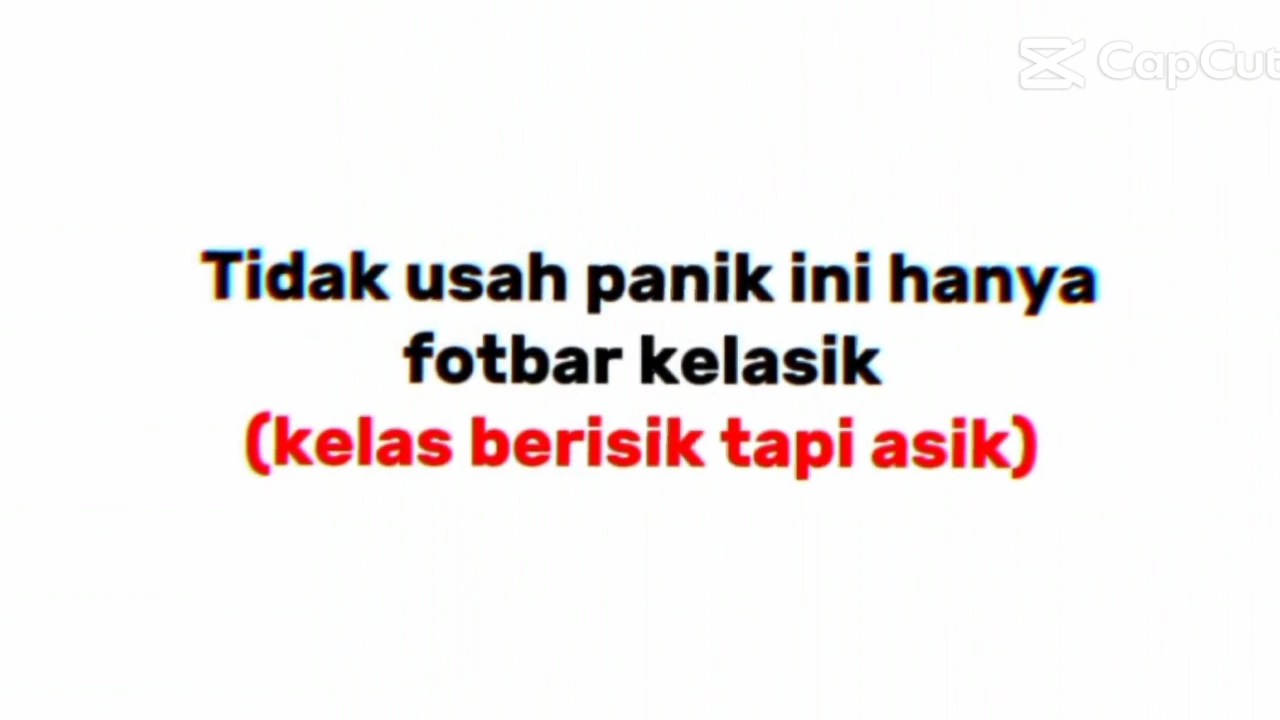 CapCut
Tidak usah panik ini hanya
fotbar kelasik
(kelas berisik tapi asik)